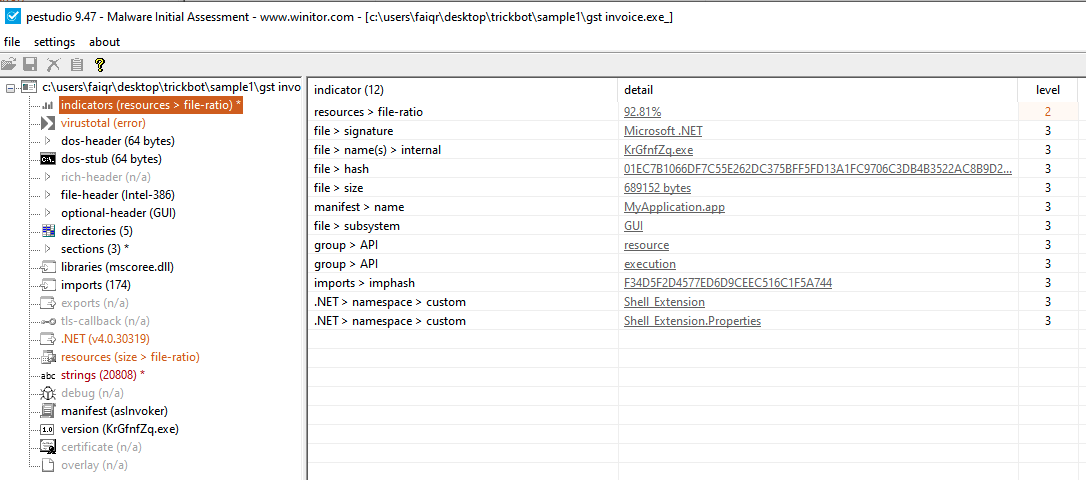 pestudio 9.47 - Malware Initial Assessment - www.winitor.com - [c:\users\faiqr\desktop\trickbot\sample1\gst invoice.exe_]
file settings about
c:\users\faiqr\desktop\trickbot\sample1\gst invo
indicators (resources > file-ratio) *
virustotal (error)
dos-header (64 bytes)
dos-stub (64 bytes)
rich-header (n/a)
file-header (Intel-386)
optional-header (GUI)
directories (5)
sections (3) *
libraries (mscoree.dll)
imports (174)
exports (n/a)
tls-callback (n/a)
.NET (v4.0.30319)
resources (size > file-ratio)
abc strings (20808) *
debug (n/a)
manifest (asInvoker)
1.0 version (KrGfnfZq.exe)
certificate (n/a)
overlay (n/a)
indicator (12) detail level
resources > file-ratio 92.81% 2
file > signature Microsoft .NET 3
file > name(s) > internal KrGfnfZq.exe 3
file > hash 01EC7B1066DF7C55E262DC375BFF5FD13A1FC9706C3DB4B3522AC8B9D2... 3
file > size 689152 bytes 3
manifest > name MyApplication.app 3
file > subsystem GUI 3
group > API resource 3
group > API execution 3
imports > imphash F34D5F2D4577ED6D9CEEC516C1F5A744 3
.NET > namespace > custom Shell_Extension 3
.NET > namespace > custom Shell_Extension.Properties 3